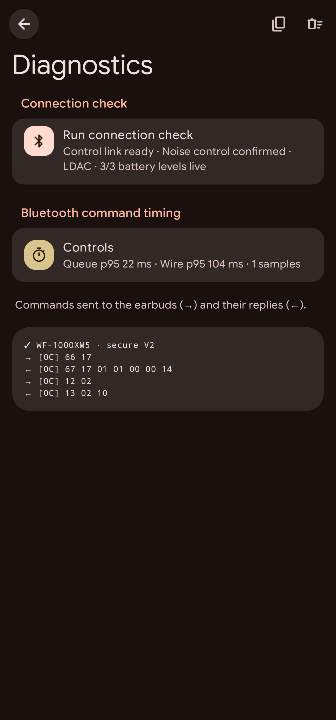 Diagnostics
Connection check
Run connection check
Control link ready · Noise control confirmed ·
LDAC · 3/3 battery levels live
Bluetooth command timing
Controls
Queue p95 22 ms · Wire p95 104 ms · 1 samples
Commands sent to the earbuds (→) and their replies (←).
✓ WF-1000XM5 · secure V2
→ [0C] 66 17
← [0C] 67 17 01 01 00 00 14
→ [0C] 12 02
← [0C] 13 02 10